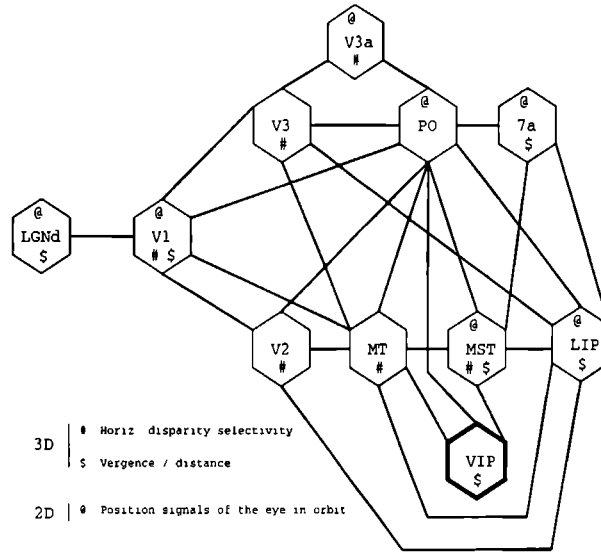 @
V3a
#
V3
#
@
PO
@
7a
$
@
LGNd
$
@
V1
# $
V2
#
MT
#
@
MST
# $
@
LIP
$
VIP
$
3D
# Horiz disparity selectivity
$ Vergence / distance
2D
@ Position signals of the eye in orbit